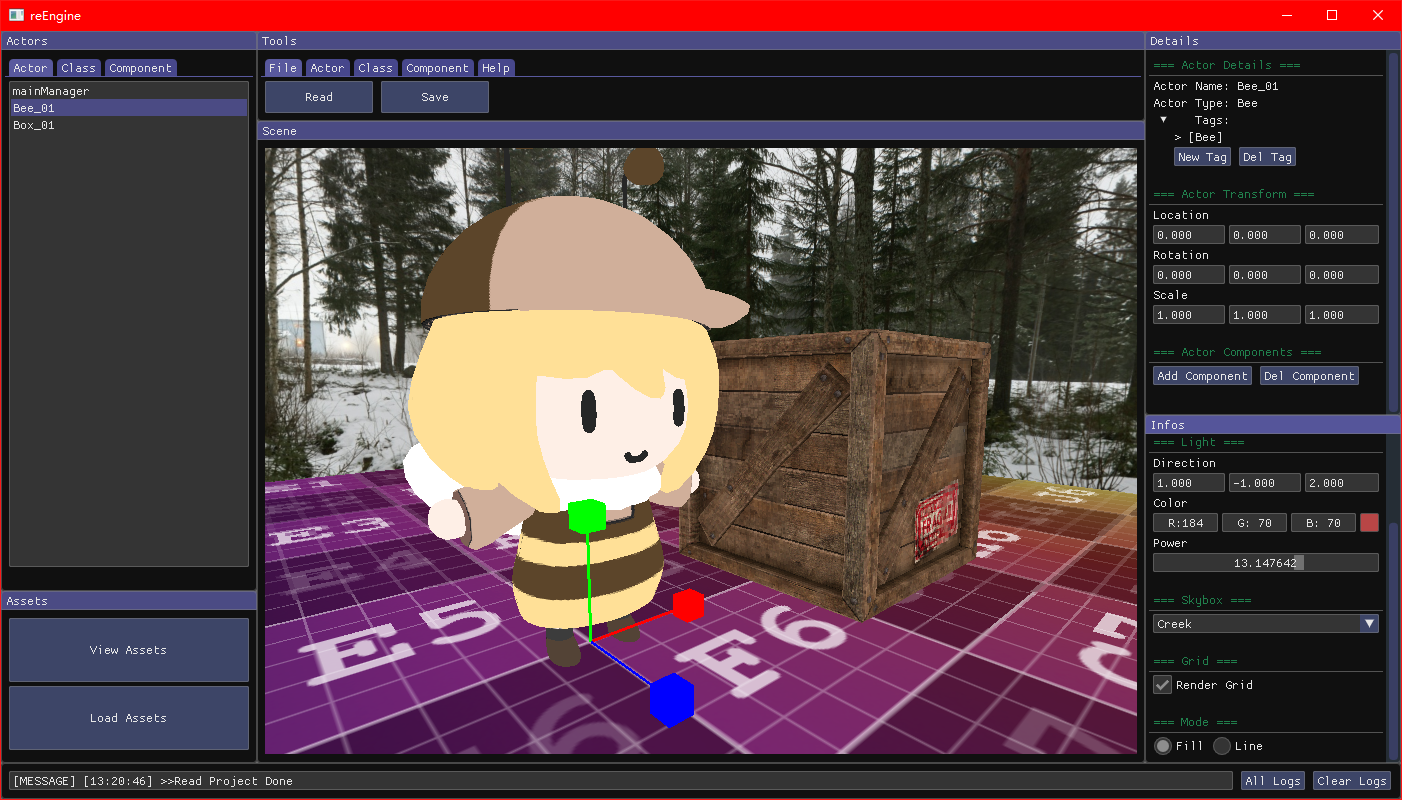 reEngine
Actors
Actor Class Component
mainManager
Bee_01
Box_01
Assets
View Assets
Load Assets
Tools
File Actor Class Component Help
Read Save
Scene
E5
E6
Details
=== Actor Details ===
Actor Name: Bee_01
Actor Type: Bee
Tags:
> [Bee]
New Tag Del Tag
=== Actor Transform ===
Location
0.000 0.000 0.000
Rotation
0.000 0.000 0.000
Scale
1.000 1.000 1.000
=== Actor Components ===
Add Component Del Component
Infos
=== Light ===
Direction
1.000 -1.000 2.000
Color
R:184 G: 70 B: 70
Power
13.147642
=== Skybox ===
Creek
=== Grid ===
Render Grid
=== Mode ===
Fill Line
[MESSAGE] [13:20:46] >>Read Project Done
All Logs Clear Logs